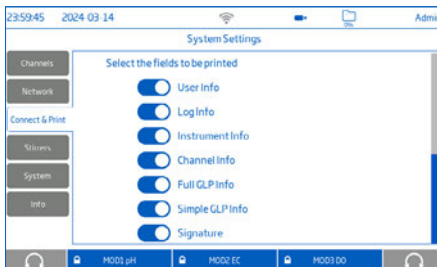 23:59:45 2024-03-14 Admi
0%
System Settings
Channels
Network
Connect & Print
Stirrers
System
Info
Select the fields to be printed
User Info
Log Info
Instrument Info
Channel Info
Full GLP Info
Simple GLP Info
Signature
MOD1 pH MOD2 EC MOD3 DO